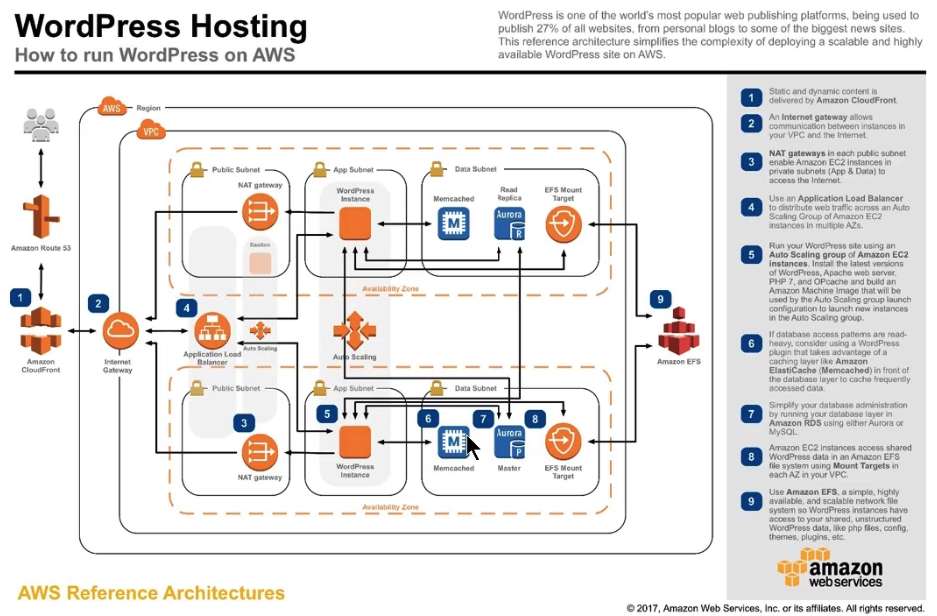 WordPress Hosting
How to run WordPress on AWS
WordPress is one of the world's most popular web publishing platforms, being used to
publish 27% of all websites, from personal blogs to some of the biggest news sites.
This reference architecture simplifies the complexity of deploying a scalable and highly
available WordPress site on AWS.
AWS
Region
VPC
Public Subnet
App Subnet
Data Subnet
NAT gateway
WordPress
Instance
Memcached
Read
Replica
EFS Mount
Target
Aurora
M
R
Bastion
Availability Zone
Amazon Route 53
1
2
4
9
Amazon
CloudFront
Internet
Gateway
Application Load
Balancer
Auto Scaling
Auto Scaling
Amazon EFS
Public Subnet
App Subnet
Data Subnet
3
5
6
7
8
Aurora
M
P
NAT gateway
WordPress
Instance
Memcached
Master
EFS Mount
Target
Availability Zone
1
Static and dynamic content is
delivered by Amazon CloudFront.
2
An Internet gateway allows
communication between instances in
your VPC and the Internet.
3
NAT gateways in each public subnet
enable Amazon EC2 instances in
private subnets (App & Data) to
access the Internet.
4
Use an Application Load Balancer
to distribute web traffic across an Auto
Scaling Group of Amazon EC2
instances in multiple AZs.
5
Run your WordPress site using an
Auto Scaling group of Amazon EC2
instances. Install the latest versions
of WordPress, Apache web server,
PHP 7, and OPcache and build an
Amazon Machine Image that will be
used by the Auto Scaling group launch
configuration to launch new instances
in the Auto Scaling group.
6
If database access patterns are read-
heavy, consider using a WordPress
plugin that takes advantage of a
caching layer like Amazon
ElastiCache (Memcached) in front of
the database layer to cache frequently
accessed data.
7
Simplify your database administration
by running your database layer in
Amazon RDS using either Aurora or
MySQL.
8
Amazon EC2 instances access shared
WordPress data in an Amazon EFS
file system using Mount Targets in
each AZ in your VPC.
9
Use Amazon EFS, a simple, highly
available, and scalable network file
system so WordPress instances have
access to your shared, unstructured
WordPress data, like php files, config,
themes, plugins, etc.
amazon
web services
AWS Reference Architectures
© 2017, Amazon Web Services, Inc. or its affiliates. All rights reserved.